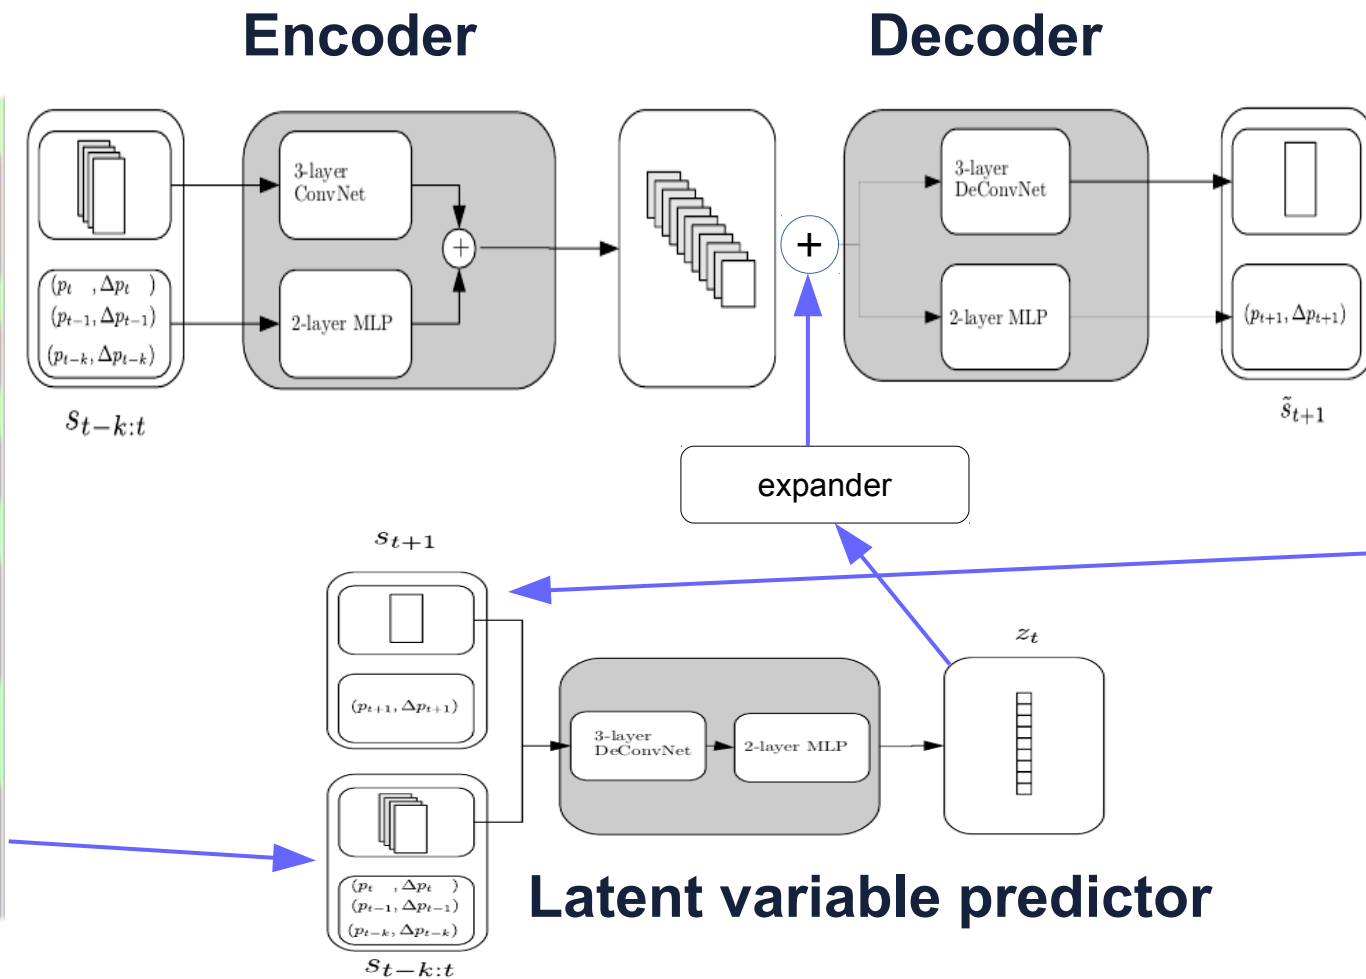 Encoder
Decoder
3-layer
ConvNet
+
2-layer MLP
(p_t , Δp_t )
(p_{t−1}, Δp_{t−1})
(p_{t−k}, Δp_{t−k})
s_{t−k:t}
+
3-layer
DeConvNet
2-layer MLP
(p_{t+1}, Δp_{t+1})
s̃_{t+1}
expander
s_{t+1}
(p_{t+1}, Δp_{t+1})
3-layer
DeConvNet
2-layer MLP
z_t
(p_t , Δp_t )
(p_{t−1}, Δp_{t−1})
(p_{t−k}, Δp_{t−k})
s_{t−k:t}
Latent variable predictor